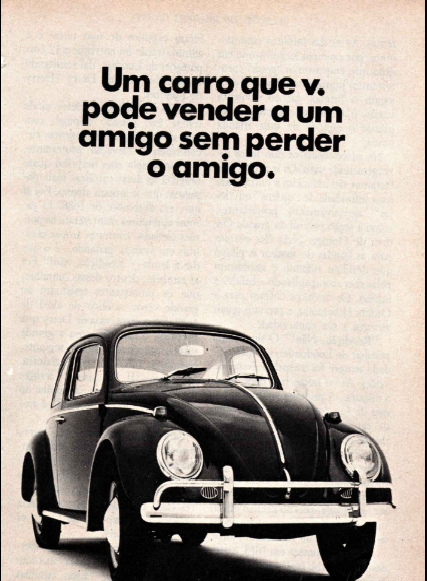 Um carro que v.
pode vender a um
amigo sem perder
o amigo.